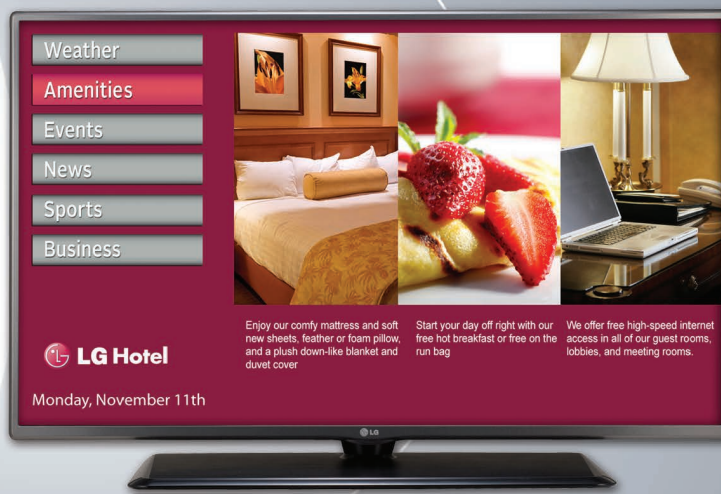 Weather
Amenities
Events
News
Sports
Business
LG Hotel
Monday, November 11th
Enjoy our comfy mattress and soft
new sheets, feather or foam pillow,
and a plush down-like blanket and
duvet cover
Start your day off right with our
free hot breakfast or free on the
run bag
We offer free high-speed internet
access in all of our guest rooms,
lobbies, and meeting rooms.
LG